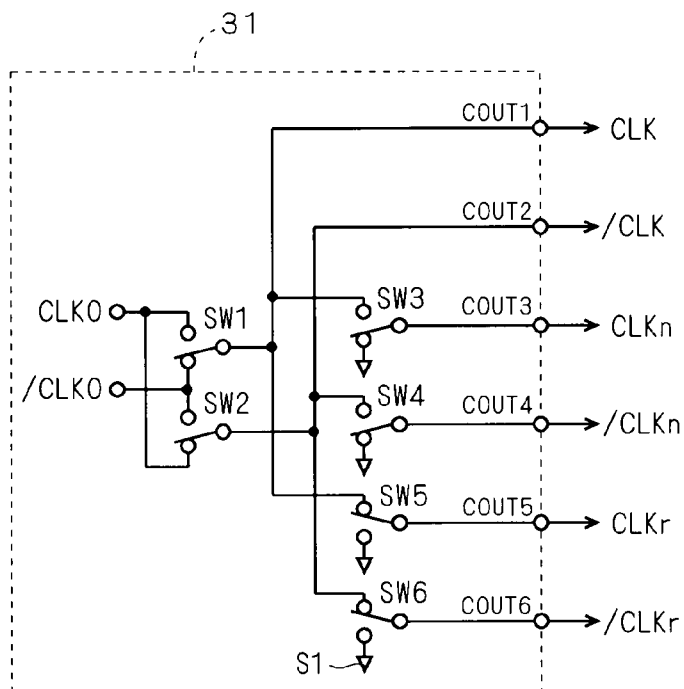 31
COUT1 CLK
COUT2 /CLK
CLK0 SW1 SW3 COUT3 CLKn
/CLK0 SW2 SW4 COUT4 /CLKn
SW5 COUT5 CLKr
SW6 COUT6 /CLKr
S1